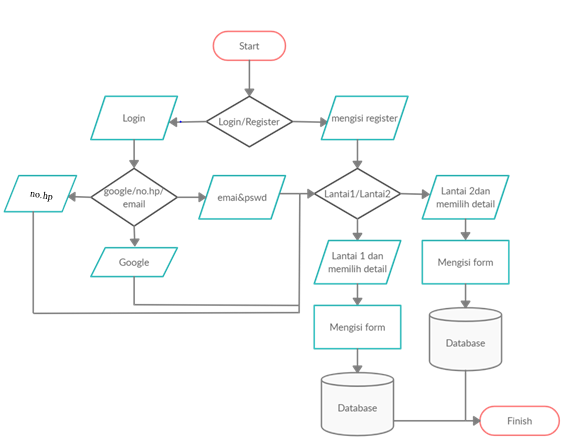 Start
Login
Login/Register
mengisi register
no.hp
google/no.hp/
email
emai&pswd
Lantai1/Lantai2
Lantai 2dan
memilih detail
Google
Lantai 1 dan
memilih detail
Mengisi form
Mengisi form
Database
Database
Finish